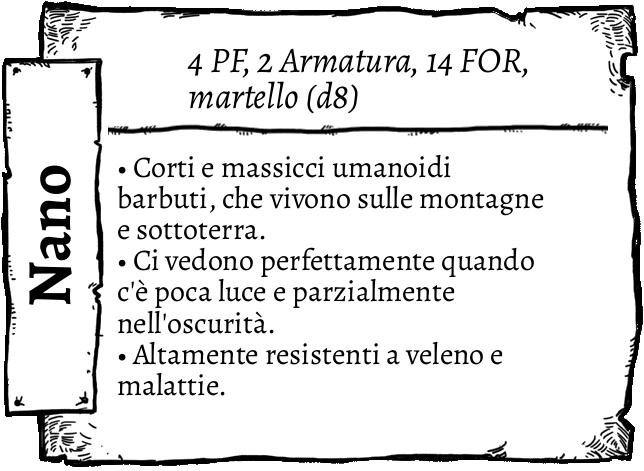 Nano
4 PF, 2 Armatura, 14 FOR,
martello (d8)
• Corti e massicci umanoidi
barbuti, che vivono sulle montagne
e sottoterra.
• Ci vedono perfettamente quando
c'è poca luce e parzialmente
nell'oscurità.
• Altamente resistenti a veleno e
malattie.